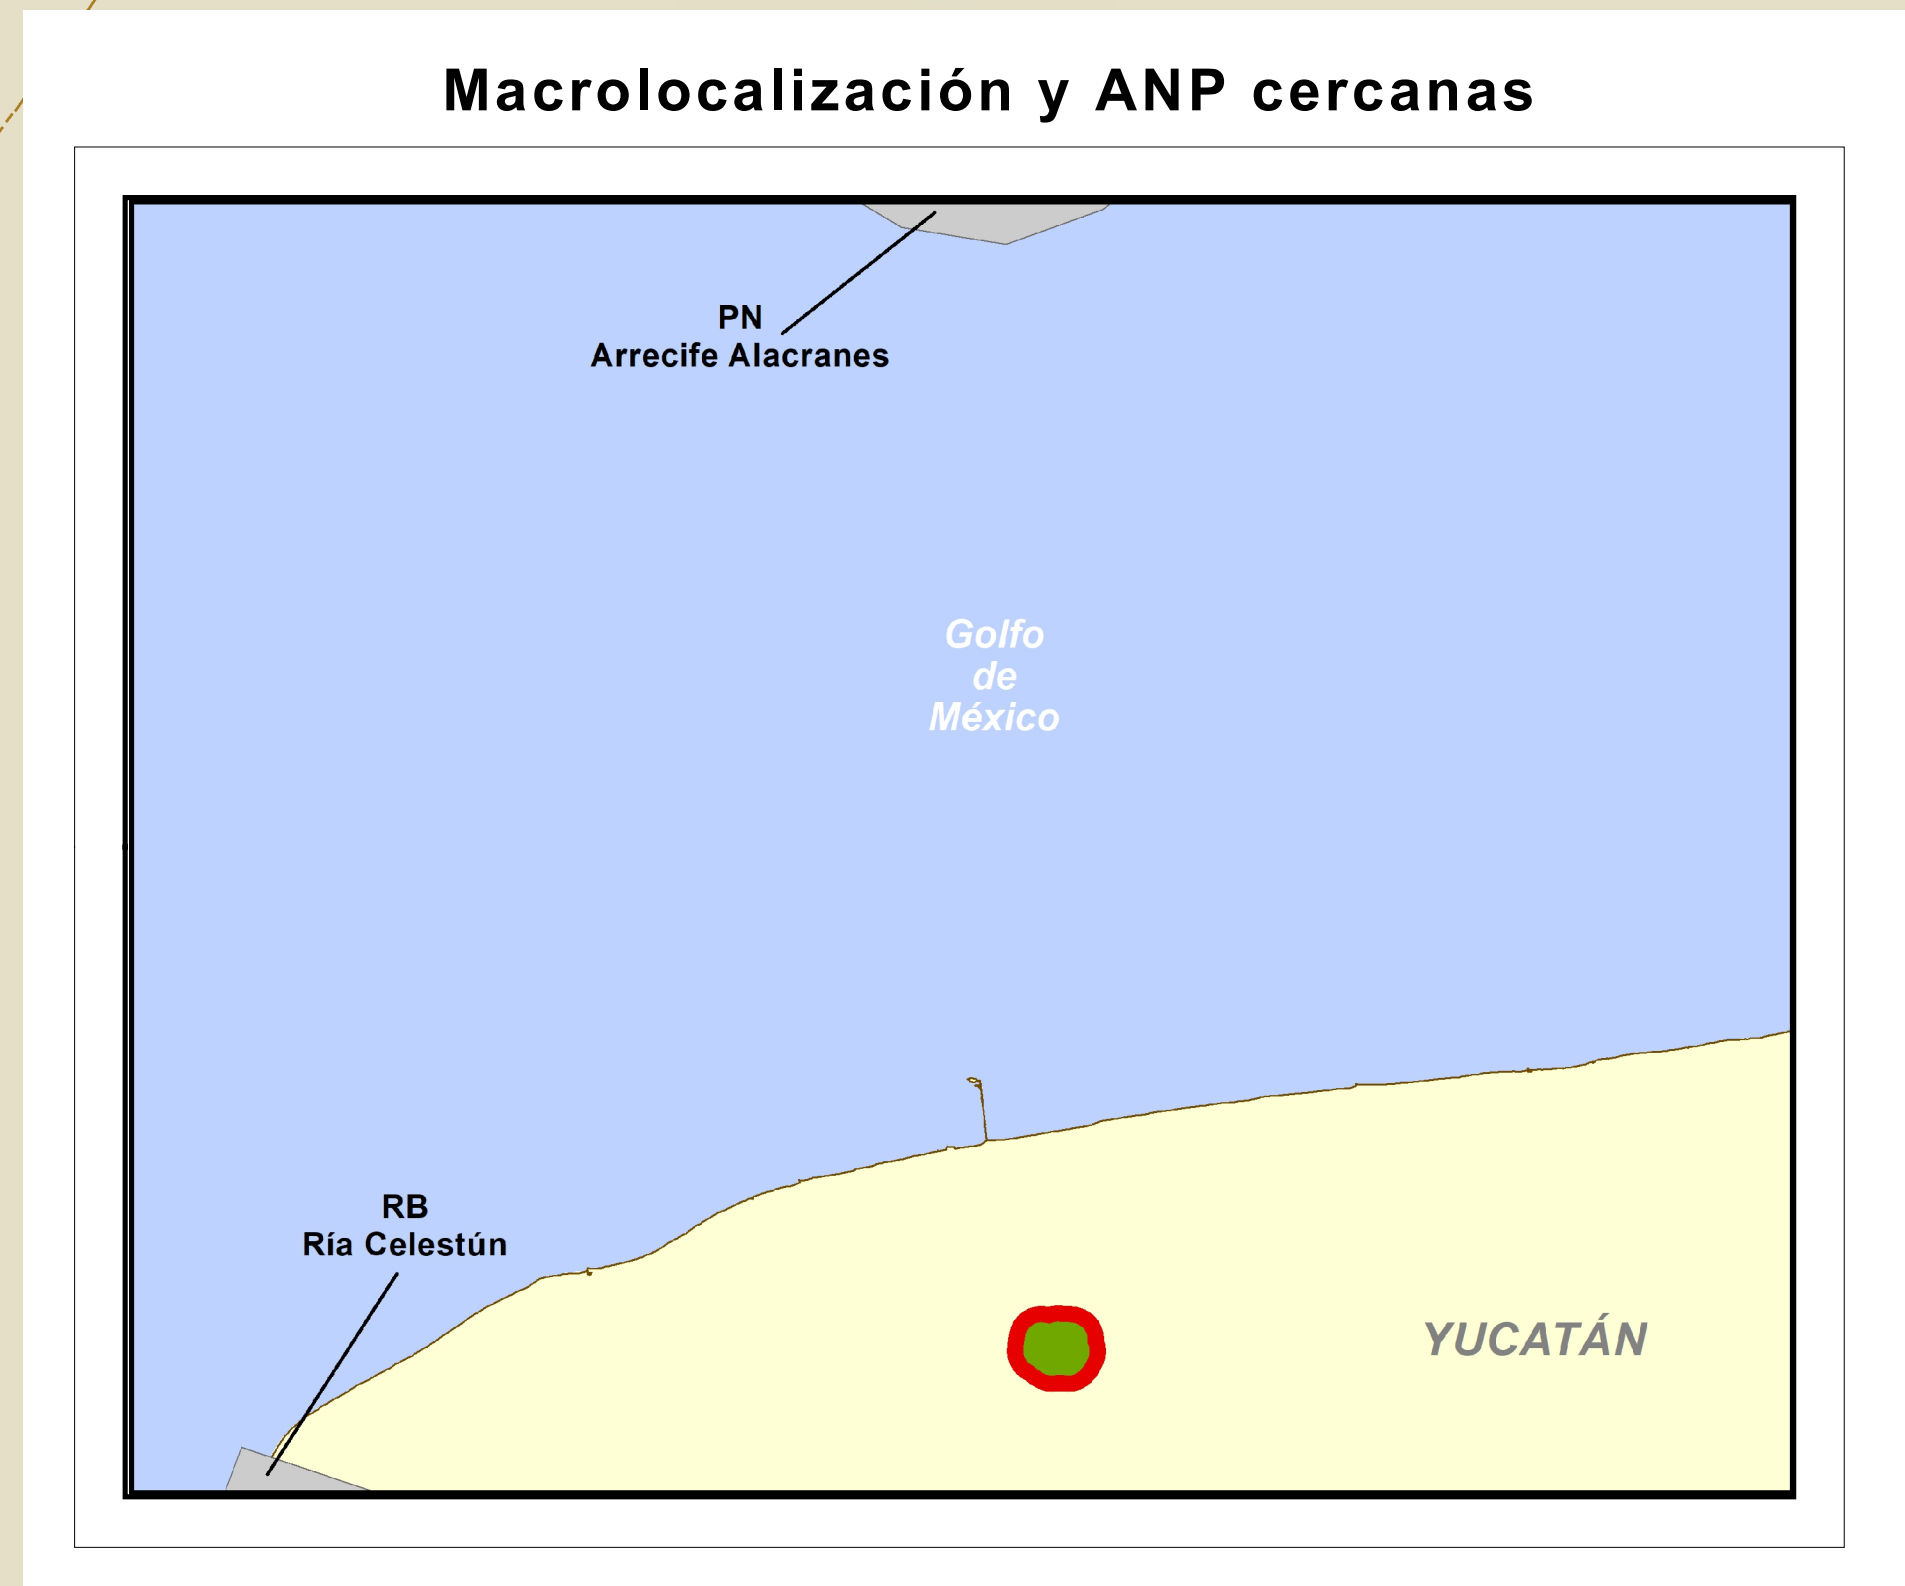 Macrolocalización y ANP cercanas
PN
Arrecife Alacranes
Golfo
de
México
RB
Ría Celestún
YUCATÁN